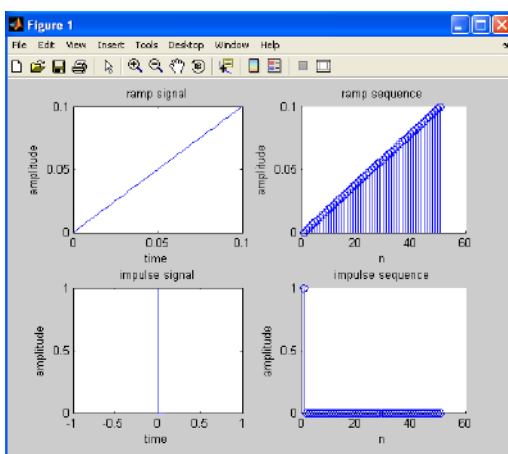 Figure 1
File Edit View Insert Tools Desktop Window Help
ramp signal
0.1
0.05
0
amplitude
0 0.05 0.1
time
ramp sequence
0.1
0.05
0
amplitude
0 20 40 60
n
impulse signal
1
0.5
0
amplitude
-1 -0.5 0 0.5 1
time
impulse sequence
1
0.5
0
amplitude
0 20 40 60
n